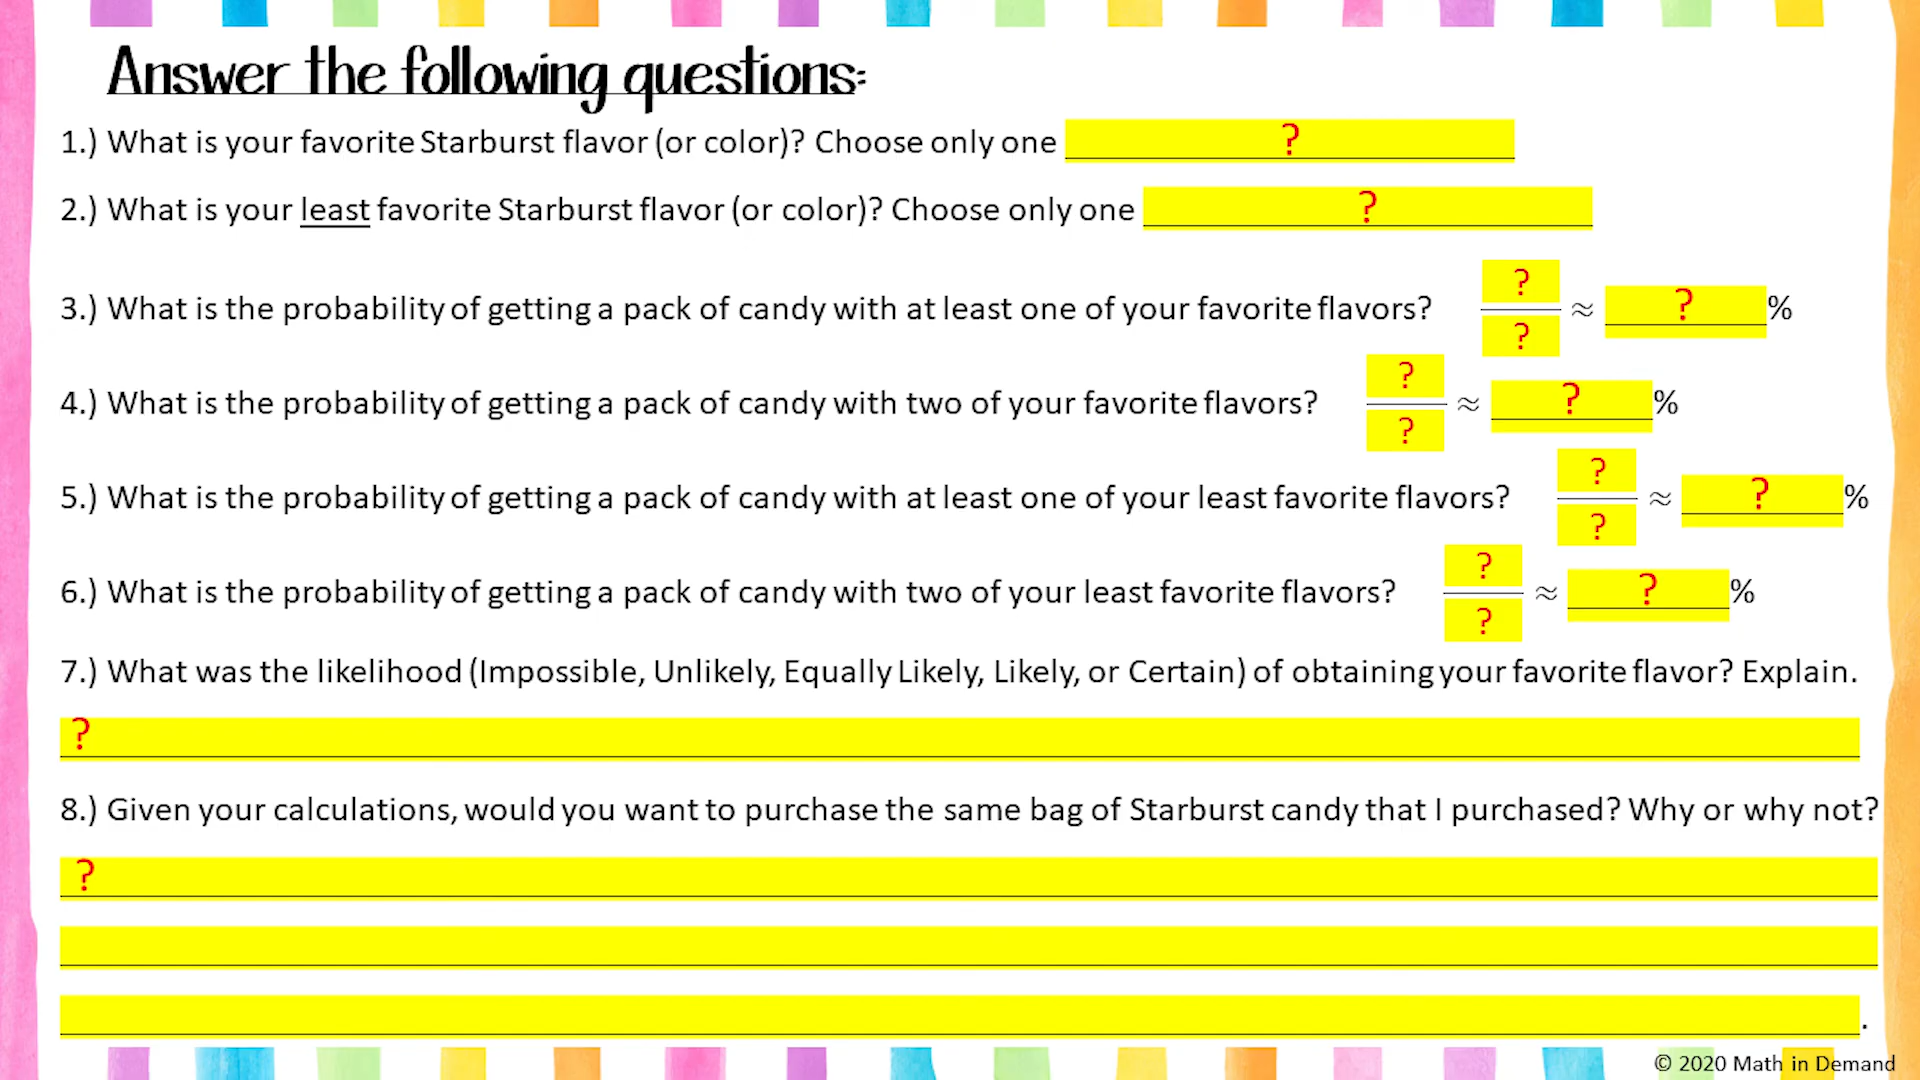 Answer the following questions:
1.) What is your favorite Starburst flavor (or color)? Choose only one ?
2.) What is your least favorite Starburst flavor (or color)? Choose only one ?
3.) What is the probability of getting a pack of candy with at least one of your favorite flavors? ?/? ≈ ? %
4.) What is the probability of getting a pack of candy with two of your favorite flavors? ?/? ≈ ? %
5.) What is the probability of getting a pack of candy with at least one of your least favorite flavors? ?/? ≈ ? %
6.) What is the probability of getting a pack of candy with two of your least favorite flavors? ?/? ≈ ? %
7.) What was the likelihood (Impossible, Unlikely, Equally Likely, Likely, or Certain) of obtaining your favorite flavor? Explain.
?
8.) Given your calculations, would you want to purchase the same bag of Starburst candy that I purchased? Why or why not?
?
.
© 2020 Math in Demand